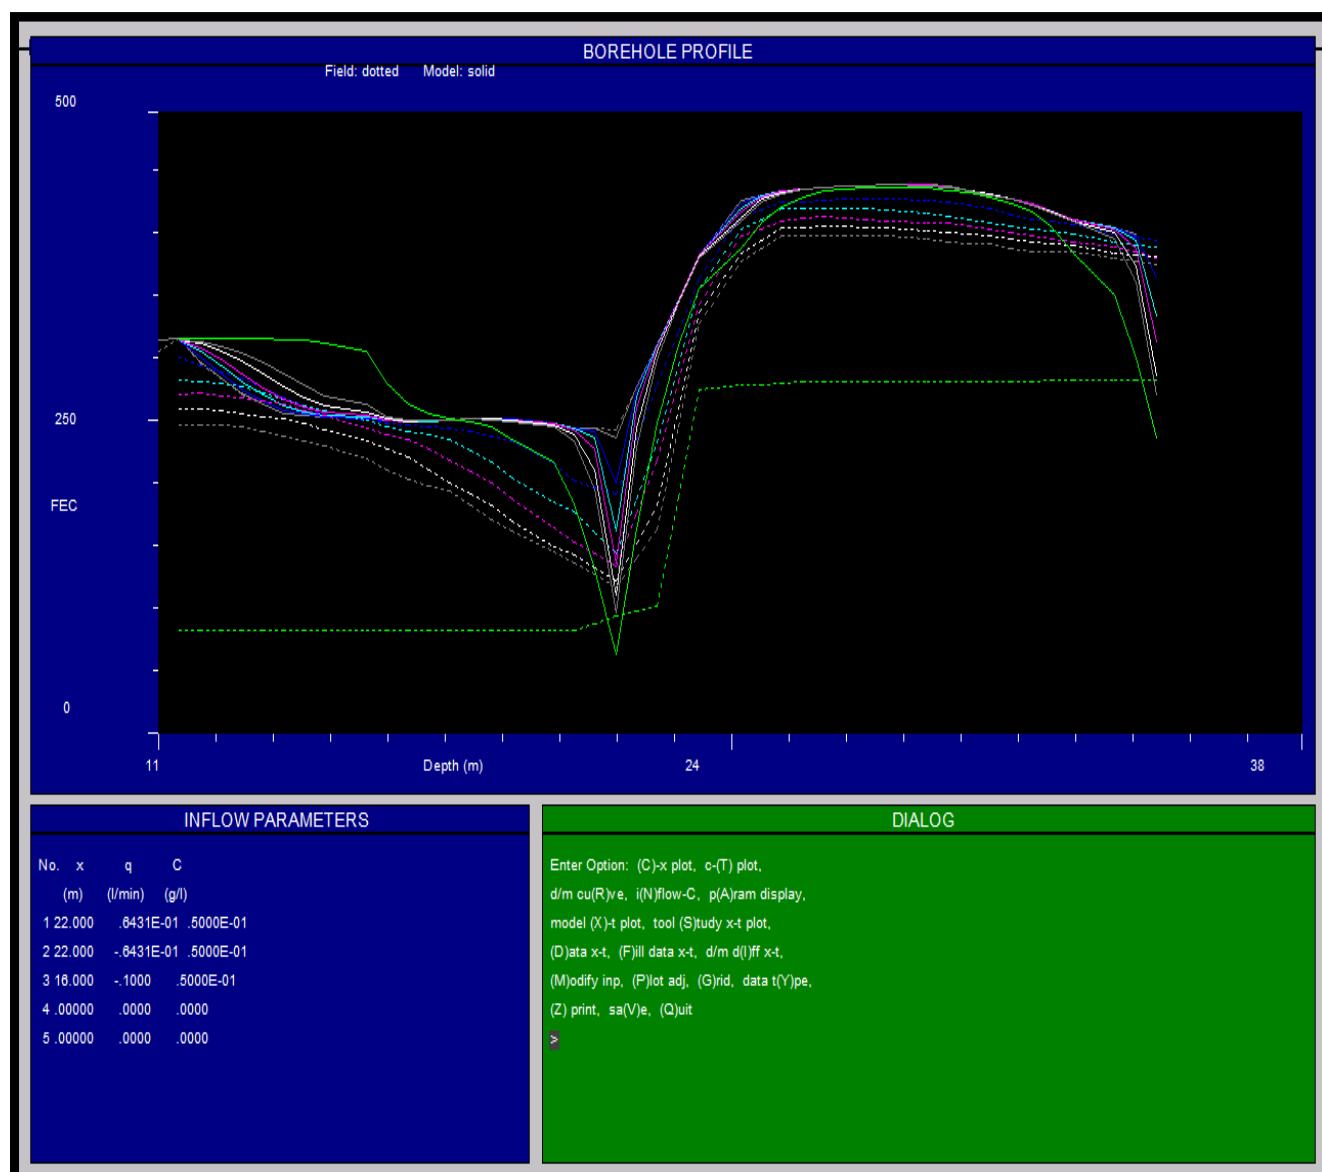 BOREHOLE PROFILE
Field: dotted Model: solid
500
250
FEC
0
11 Depth (m) 24 38
INFLOW PARAMETERS
No. x q C
(m) (l/min) (g/l)
1 22.000 .6431E-01 .5000E-01
2 22.000 -.6431E-01 .5000E-01
3 16.000 -.1000 .5000E-01
4 .00000 .0000 .0000
5 .00000 .0000 .0000
DIALOG
Enter Option: (C)-x plot, c-(T) plot,
d/m cu(R)ve, i(N)flow-C, p(A)ram display,
model (X)-t plot, tool (S)tudy x-t plot,
(D)ata x-t, (F)ill data x-t, d/m d(I)ff x-t,
(M)odify inp, (P)lot adj, (G)rid, data t(Y)pe,
(Z) print, sa(V)e, (Q)uit
>